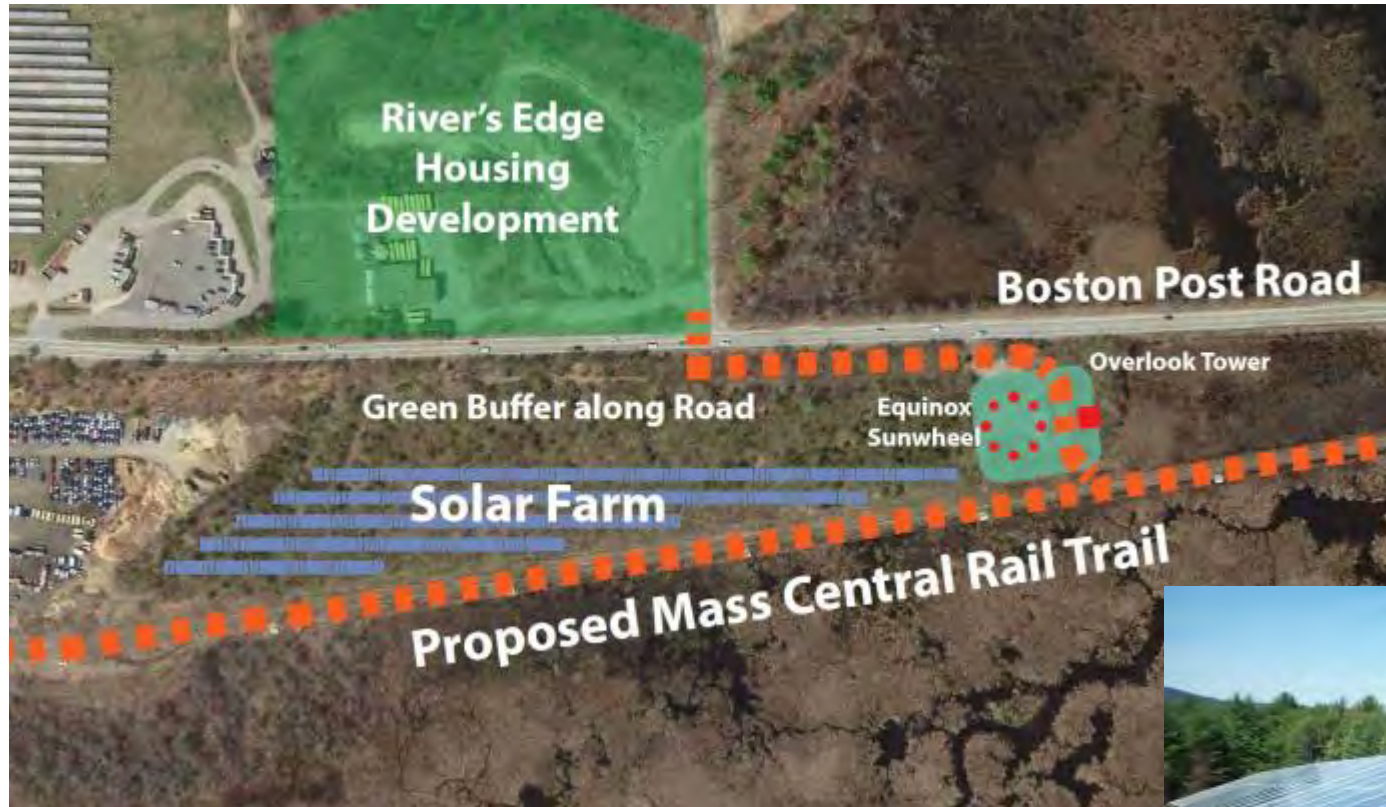 River's Edge
Housing
Development
Boston Post Road
Overlook Tower
Green Buffer along Road
Equinox
Sunwheel
Solar Farm
Proposed Mass Central Rail Trail